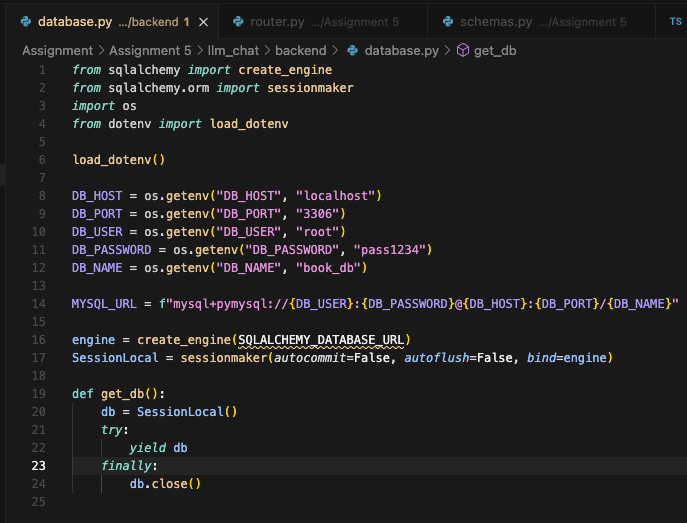 database.py .../backend 1 × router.py .../Assignment 5 schemas.py .../Assignment 5 TS
Assignment > Assignment 5 > llm_chat > backend > database.py > get_db
1 from sqlalchemy import create_engine
2 from sqlalchemy.orm import sessionmaker
3 import os
4 from dotenv import load_dotenv
5
6 load_dotenv()
7
8 DB_HOST = os.getenv("DB_HOST", "localhost")
9 DB_PORT = os.getenv("DB_PORT", "3306")
10 DB_USER = os.getenv("DB_USER", "root")
11 DB_PASSWORD = os.getenv("DB_PASSWORD", "pass1234")
12 DB_NAME = os.getenv("DB_NAME", "book_db")
13
14 MYSQL_URL = f"mysql+pymysql://{DB_USER}:{DB_PASSWORD}@{DB_HOST}:{DB_PORT}/{DB_NAME}"
15
16 engine = create_engine(SQLALCHEMY_DATABASE_URL)
17 SessionLocal = sessionmaker(autocommit=False, autoflush=False, bind=engine)
18
19 def get_db():
20     db = SessionLocal()
21     try:
22         yield db
23     finally:
24         db.close()
25